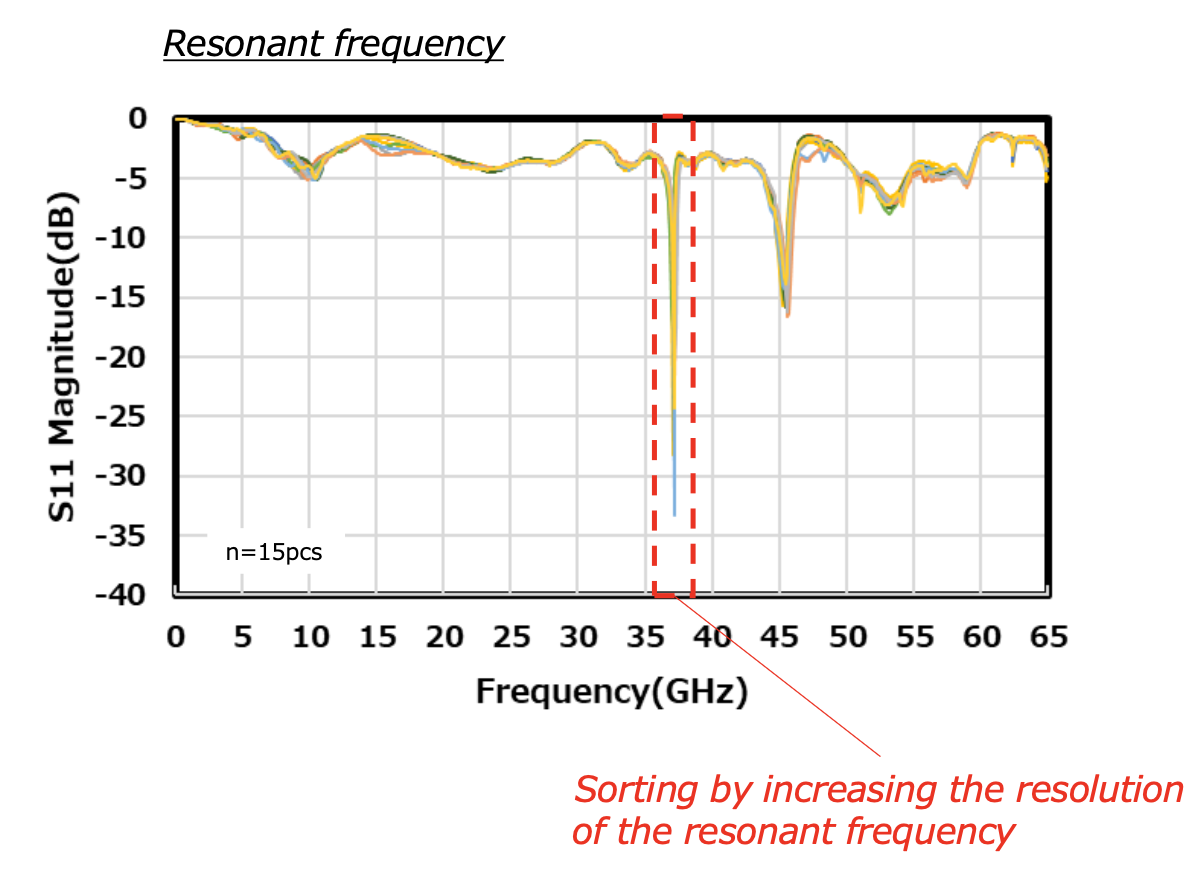 Resonant frequency
0
-5
-10
-15
-20
-25
-30
-35
-40
S11 Magnitude(dB)
n=15pcs
0 5 10 15 20 25 30 35 40 45 50 55 60 65
Frequency(GHz)
Sorting by increasing the resolution
of the resonant frequency